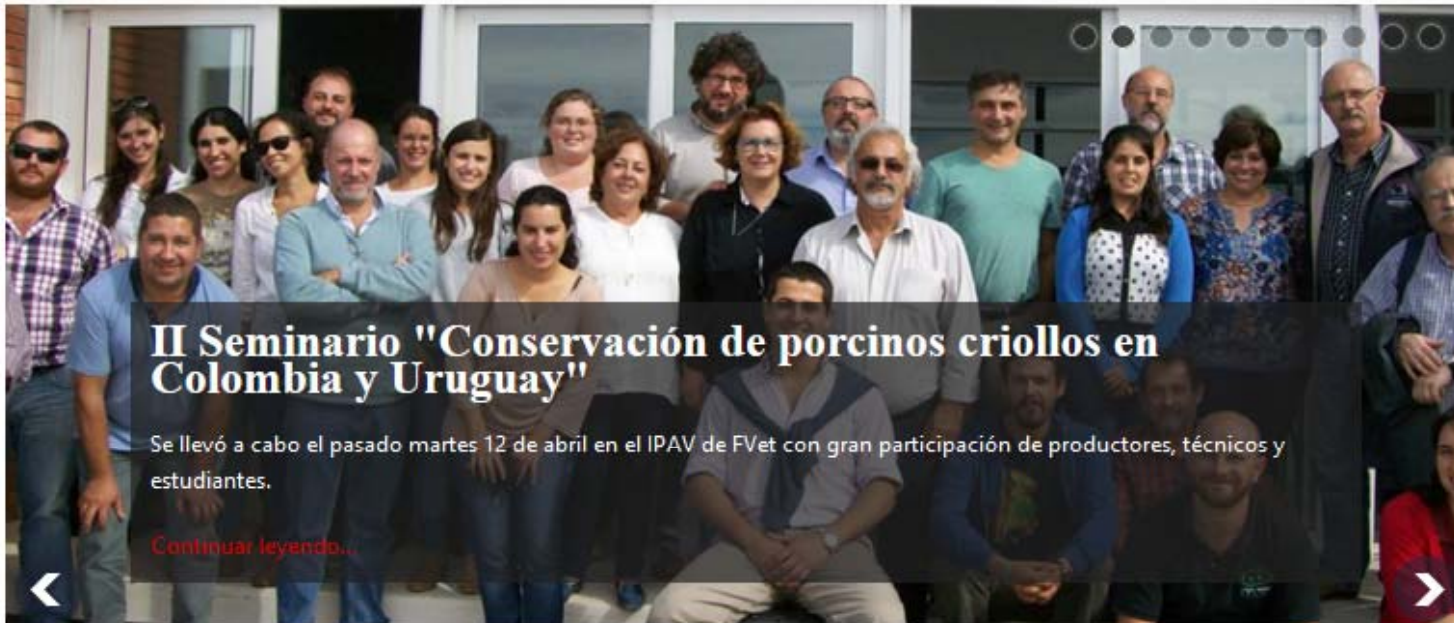 II Seminario "Conservación de porcinos criollos en
Colombia y Uruguay"
Se llevó a cabo el pasado martes 12 de abril en el IPAV de FVet con gran participación de productores, técnicos y
estudiantes.
Continuar leyendo...